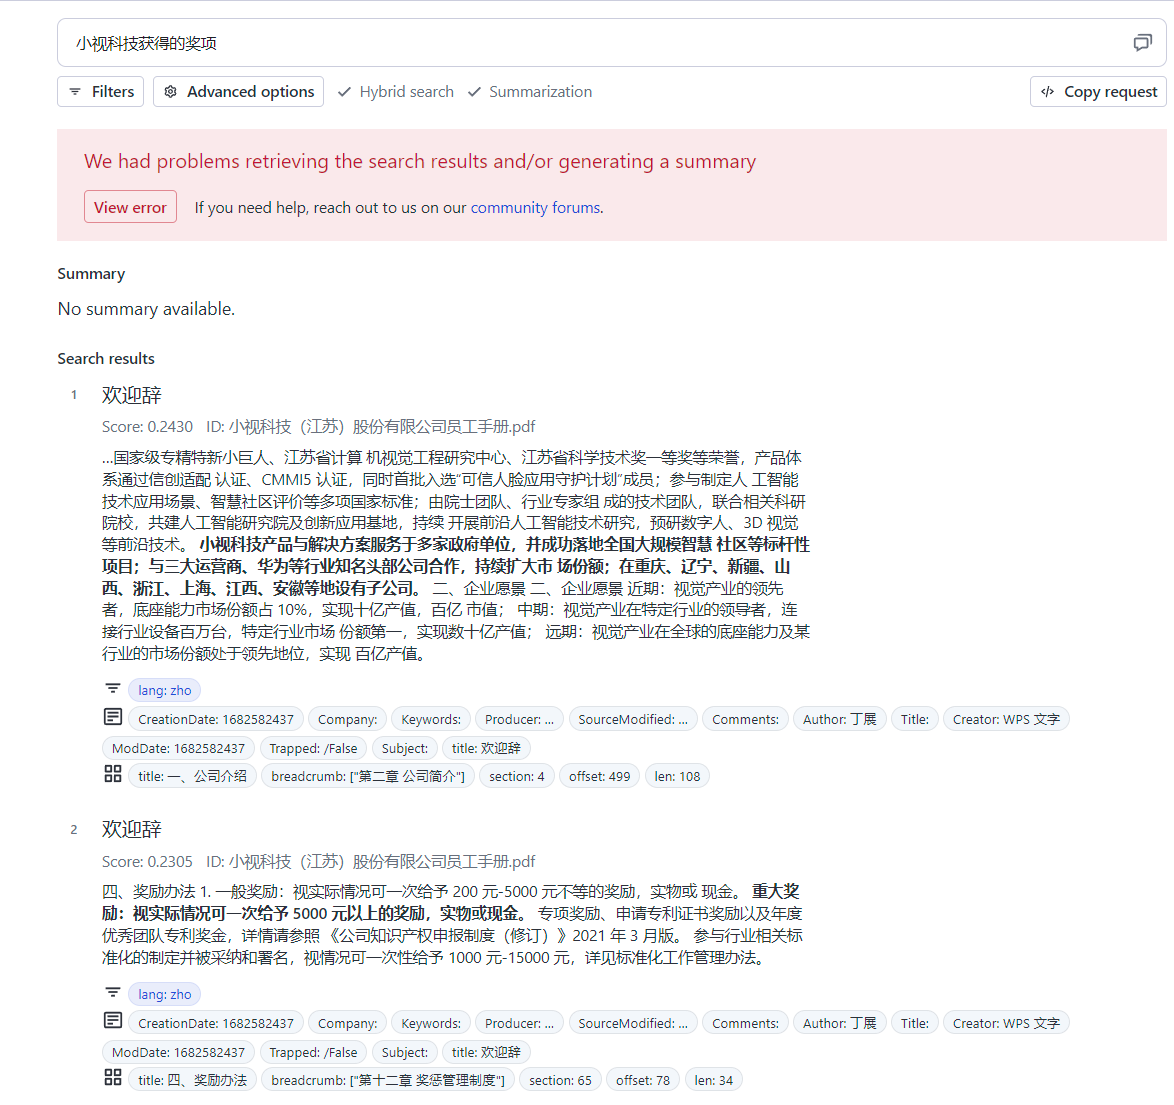 小视科技获得的奖项
Filters
Advanced options
Hybrid search
Summarization
Copy request
We had problems retrieving the search results and/or generating a summary
View error
If you need help, reach out to us on our community forums.
Summary
No summary available.
Search results
1
欢迎辞
Score: 0.2430 ID: 小视科技（江苏）股份有限公司员工手册.pdf
...国家级专精特新小巨人、江苏省计算 机视觉工程研究中心、江苏省科学技术奖一等奖等荣誉，产品体
系通过信创适配 认证、CMMI5 认证，同时首批入选“可信人脸应用守护计划”成员；参与制定人 工智能
技术应用场景、智慧社区评价等多项国家标准；由院士团队、行业专家组 成的技术团队，联合相关科研
院校，共建人工智能研究院及创新应用基地，持续 开展前沿人工智能技术研究，预研数字人、3D 视觉
等前沿技术。 小视科技产品与解决方案服务于多家政府单位，并成功落地全国大规模智慧 社区等标杆性
项目；与三大运营商、华为等行业知名头部公司合作，持续扩大市 场份额；在重庆、辽宁、新疆、山
西、浙江、上海、江西、安徽等地设有子公司。 二、企业愿景 二、企业愿景 近期：视觉产业的领先
者，底座能力市场份额占 10%，实现十亿产值，百亿 市值； 中期：视觉产业在特定行业的领导者，连
接行业设备百万台，特定行业市场 份额第一，实现数十亿产值； 远期：视觉产业在全球的底座能力及某
行业的市场份额处于领先地位，实现 百亿产值。
lang: zho
CreationDate: 1682582437 Company: Keywords: Producer: ... SourceModified: ... Comments: Author: 丁展 Title: Creator: WPS 文字
ModDate: 1682582437 Trapped: /False Subject: title: 欢迎辞
title: 一、公司介绍 breadcrumb: ["第二章 公司简介"] section: 4 offset: 499 len: 108
2
欢迎辞
Score: 0.2305 ID: 小视科技（江苏）股份有限公司员工手册.pdf
四、奖励办法 1. 一般奖励：视实际情况可一次给予 200 元-5000 元不等的奖励，实物或 现金。 重大奖
励：视实际情况可一次给予 5000 元以上的奖励，实物或现金。 专项奖励、申请专利证书奖励以及年度
优秀团队专利奖金，详情请参照 《公司知识产权申报制度（修订）》2021 年 3 月版。 参与行业相关标
准化的制定并被采纳和署名，视情况可一次性给予 1000 元-15000 元，详见标准化工作管理办法。
lang: zho
CreationDate: 1682582437 Company: Keywords: Producer: ... SourceModified: ... Comments: Author: 丁展 Title: Creator: WPS 文字
ModDate: 1682582437 Trapped: /False Subject: title: 欢迎辞
title: 四、奖励办法 breadcrumb: ["第十二章 奖惩管理制度"] section: 65 offset: 78 len: 34